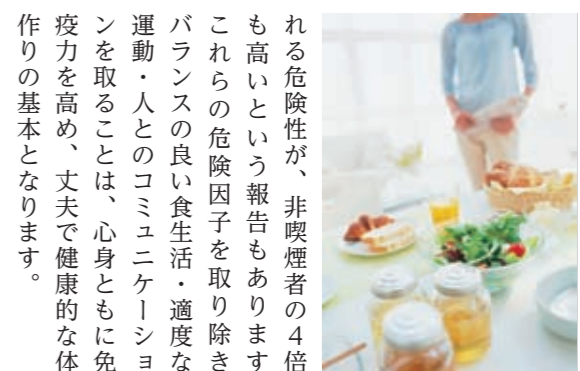 れる危険性が、非喫煙者の4倍
も高いという報告もあります
これらの危険因子を取り除き
バランスの良い食生活・適度な
運動・人とのコミュニケーショ
ンを取ることは、心身ともに免
疫力を高め、丈夫で健康的な体
作りの基本となります。